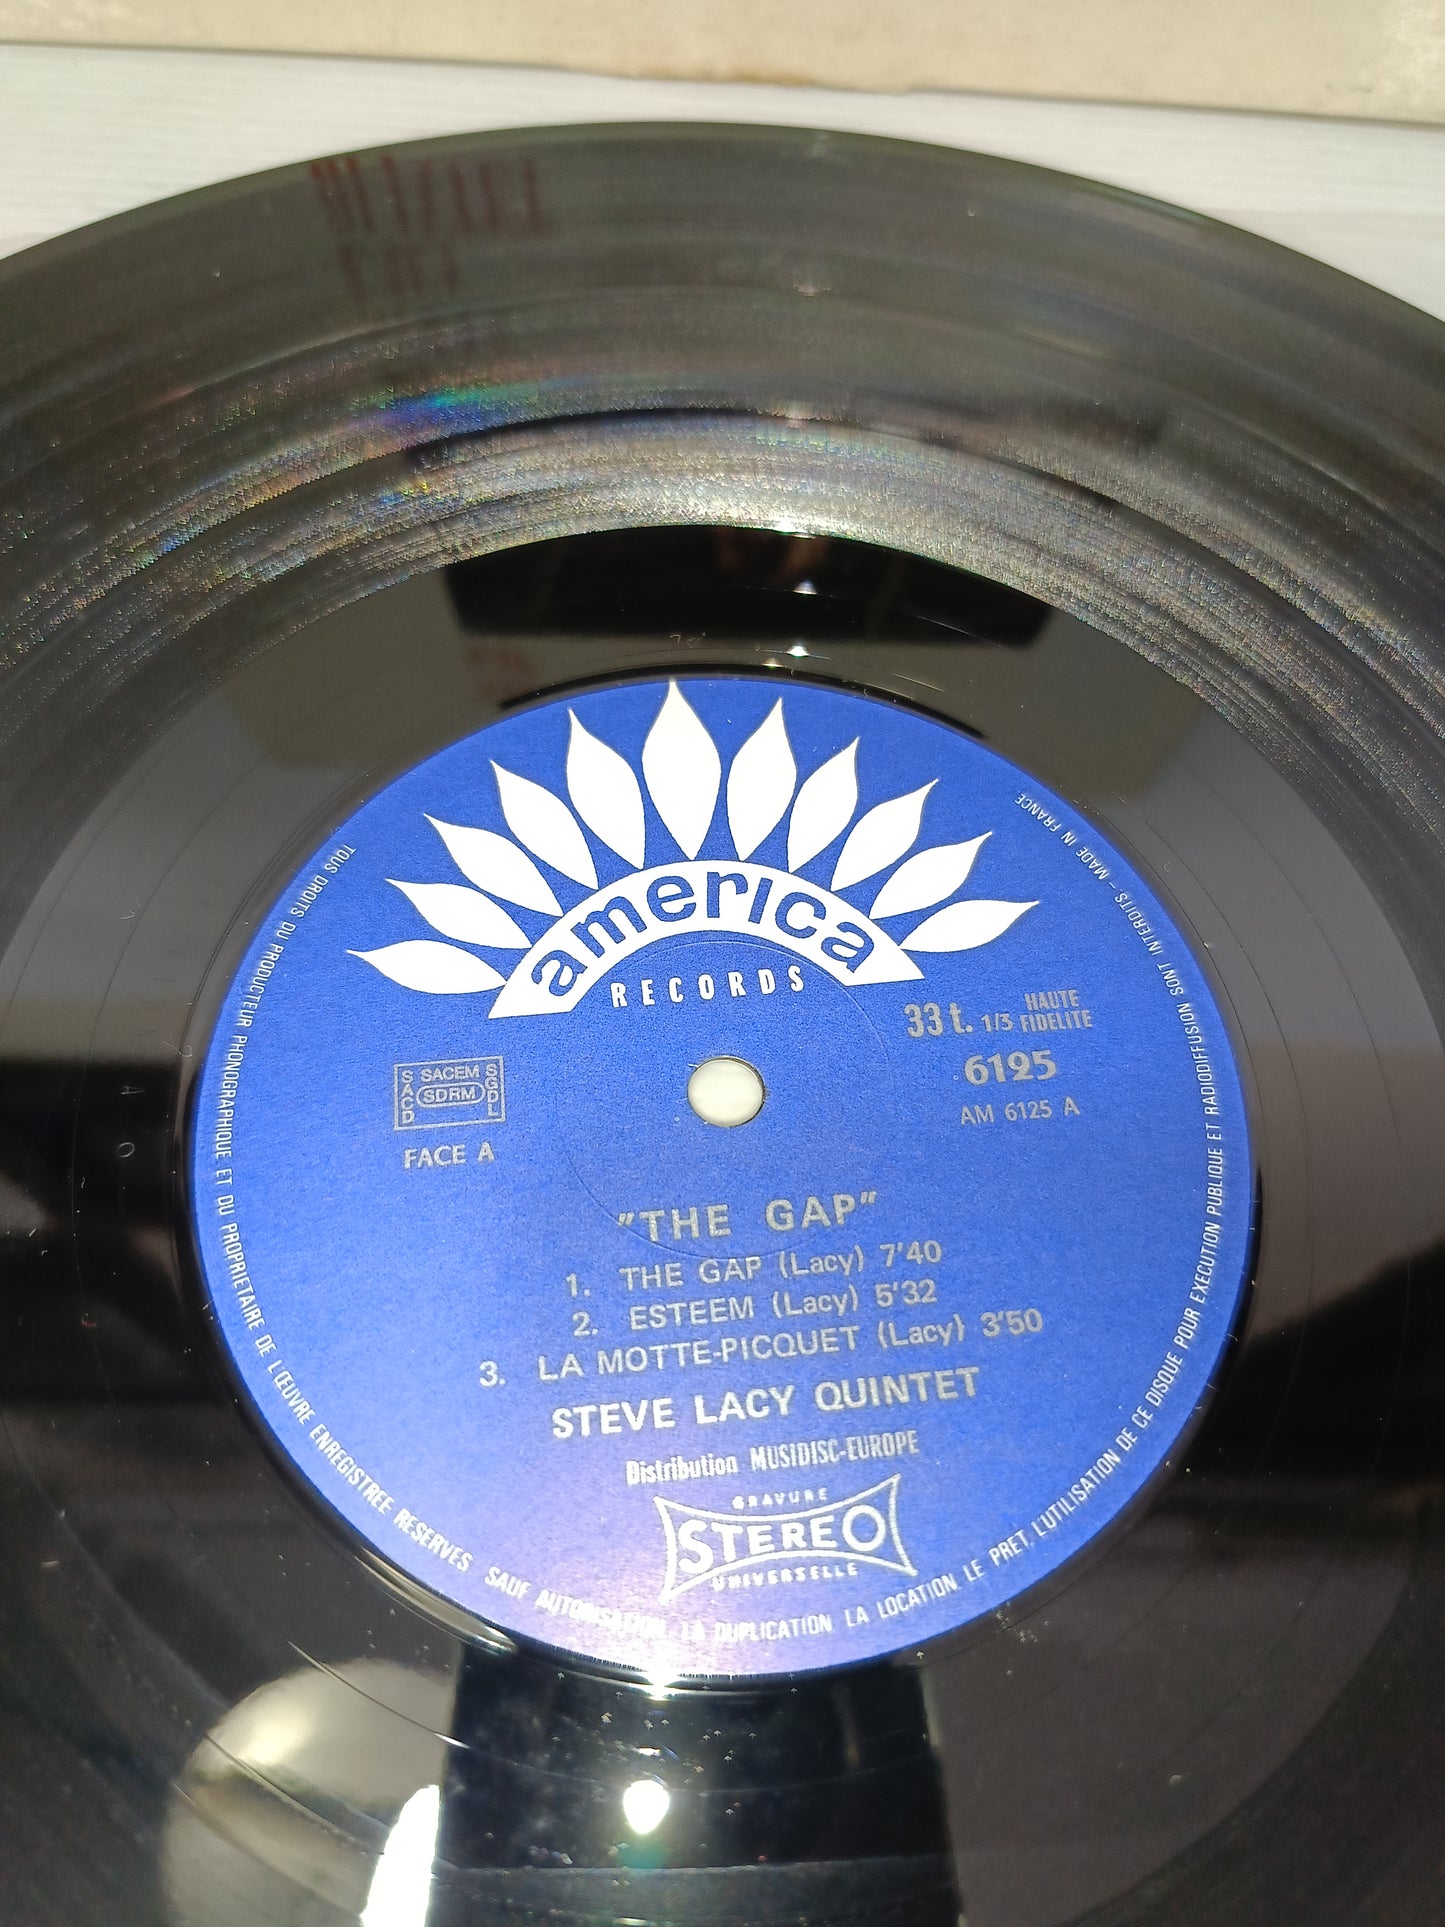 america
RECORDS
33 t. 1/3 HAUTE FIDELITE
6125
AM 6125 A
SACEM
SACD SDRM SGDL
FACE A
"THE GAP"
1. THE GAP (Lacy) 7'40
2. ESTEEM (Lacy) 5'32
3. LA MOTTE-PICQUET (Lacy) 3'50
STEVE LACY QUINTET
Distribution MUSIDISC-EUROPE
GRAVURE
STEREO
UNIVERSELLE
TOUS DROITS DU PRODUCTEUR PHONOGRAPHIQUE ET DU PROPRIETAIRE DE L'ŒUVRE ENREGISTREE RESERVES SAUF AUTORISATION, LA DUPLICATION LA LOCATION LE PRET, L'UTILISATION DE CE DISQUE POUR EXECUTION PUBLIQUE ET RADIODIFFUSION SONT INTERDITS - MADE IN FRANCE